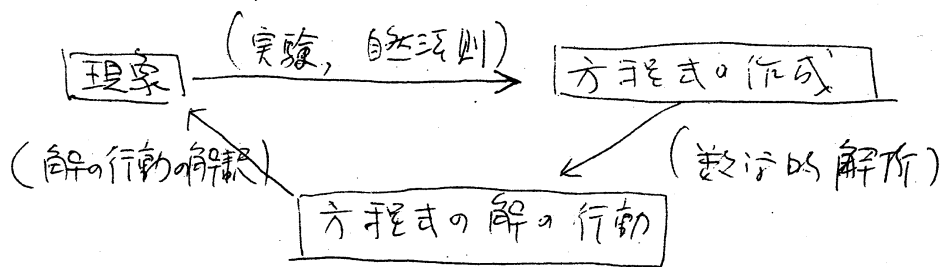 (実験, 自然法則)
現象
方程式の作成
(解の行動の解釈)
(数学的解析)
方程式の解の行動